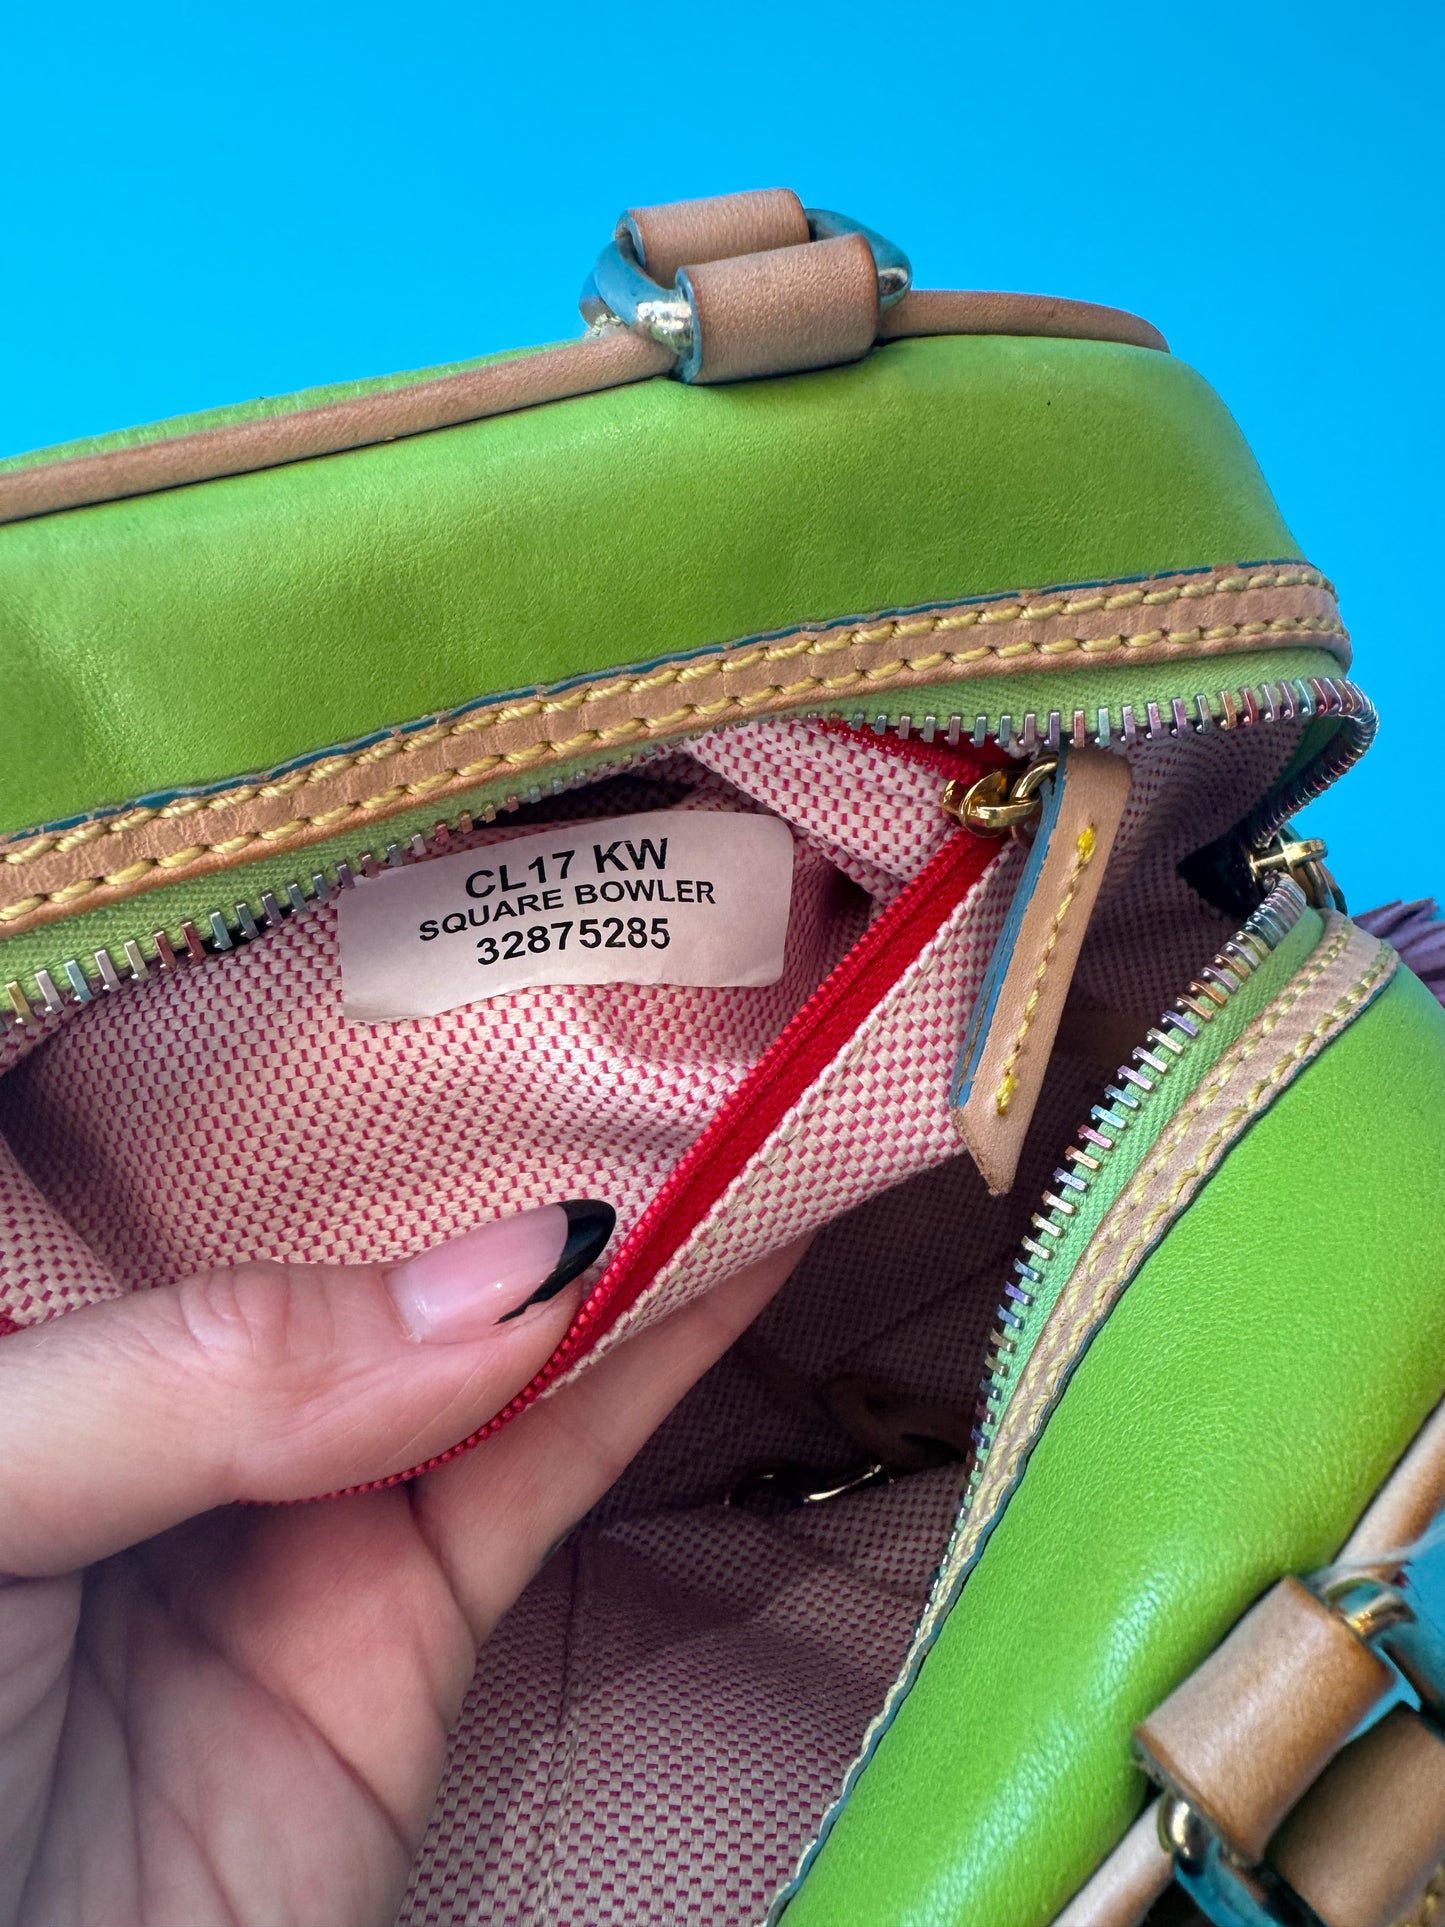 CL17 KW
SQUARE BOWLER
32875285